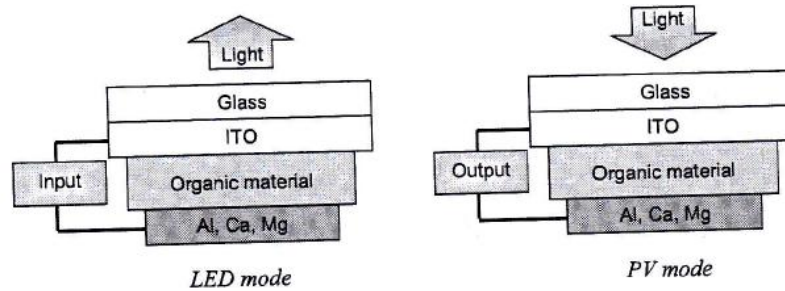 Light
Glass
ITO
Input
Organic material
Al, Ca, Mg
LED mode
Light
Glass
ITO
Output
Organic material
Al, Ca, Mg
PV mode